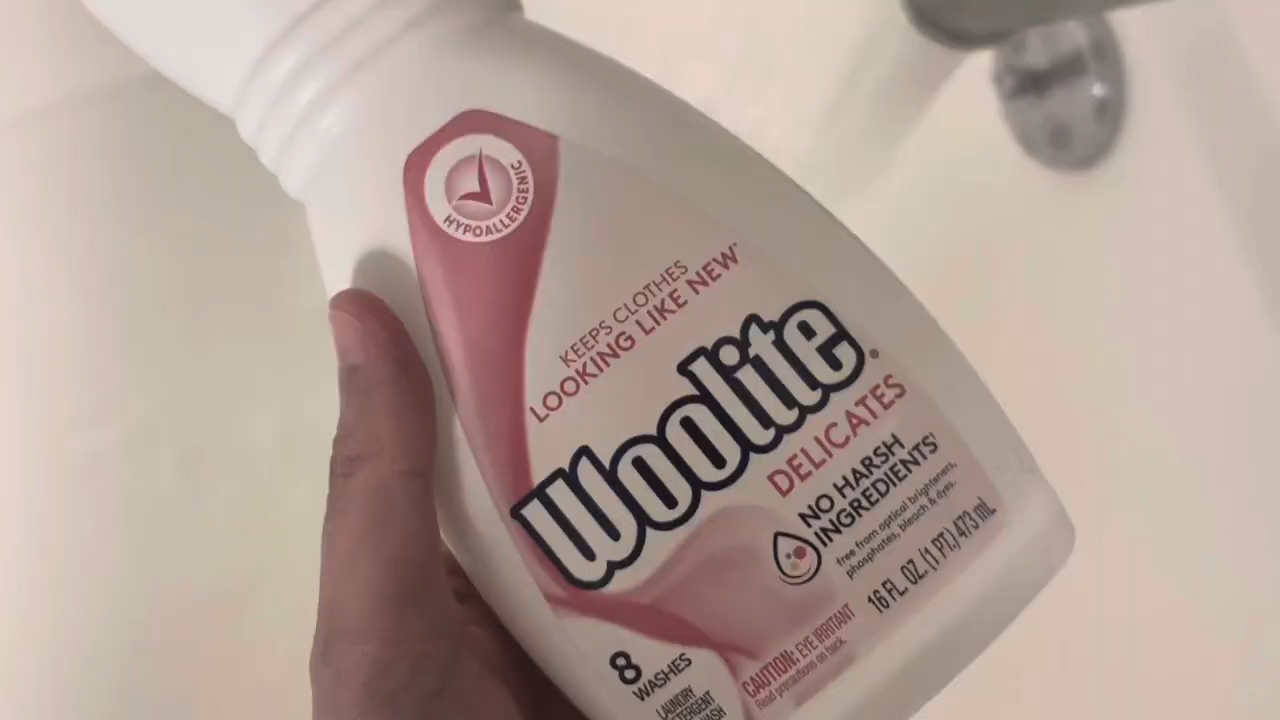 HYPOALLERGENIC
KEEPS CLOTHES
LOOKING LIKE NEW
Woolite
DELICATES
NO HARSH
INGREDIENTS
free from optical brighteners,
phosphates, bleach & dyes.
16 FL. OZ. (1 PT.) 473 mL
CAUTION: EYE IRRITANT
Read precautions on back.
8
WASHES
LAUNDRY